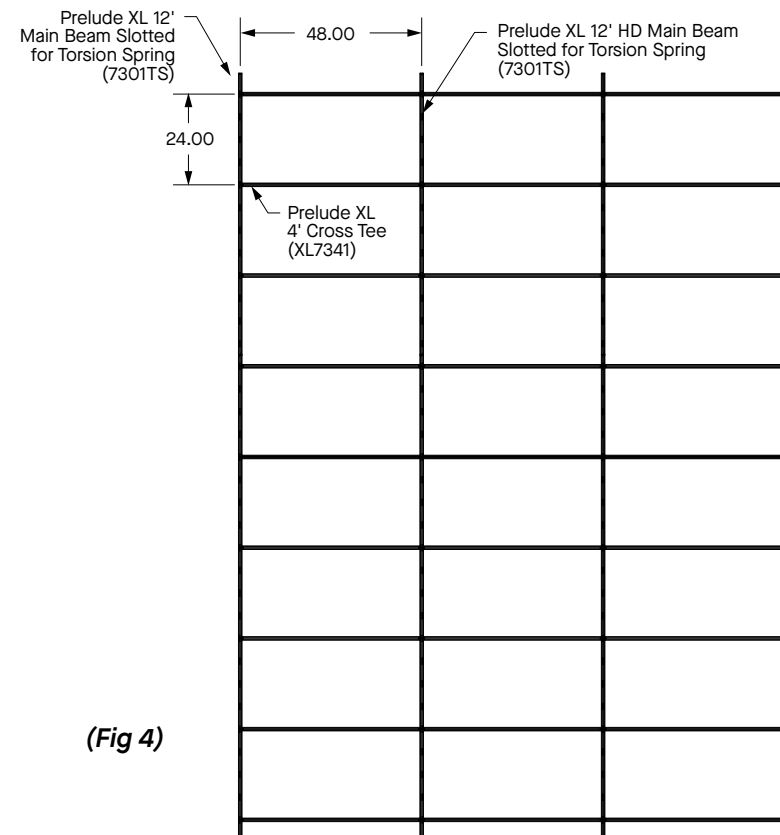 Prelude XL 12'
Main Beam Slotted
for Torsion Spring
(7301TS)
48.00
Prelude XL 12' HD Main Beam
Slotted for Torsion Spring
(7301TS)
24.00
Prelude XL
4' Cross Tee
(XL7341)
(Fig 4)